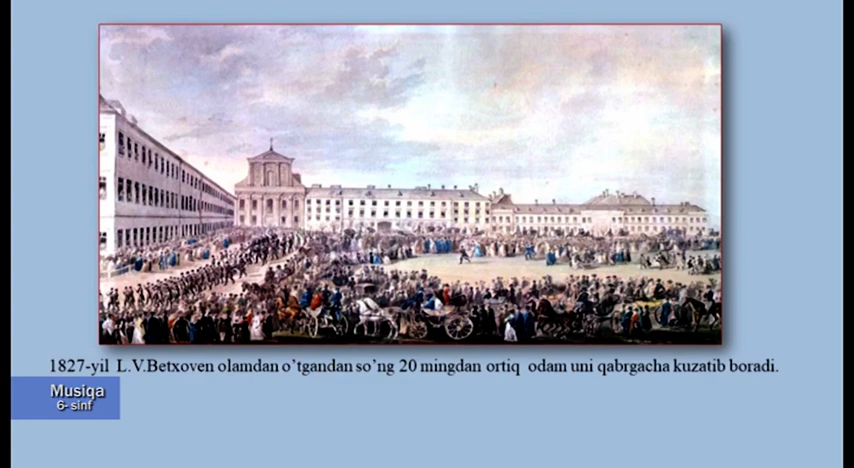 1827-yil L.V.Betxoven olamdan o’tgandan so’ng 20 mingdan ortiq odam uni qabrgacha kuzatib boradi.
Musiqa
6- sinf